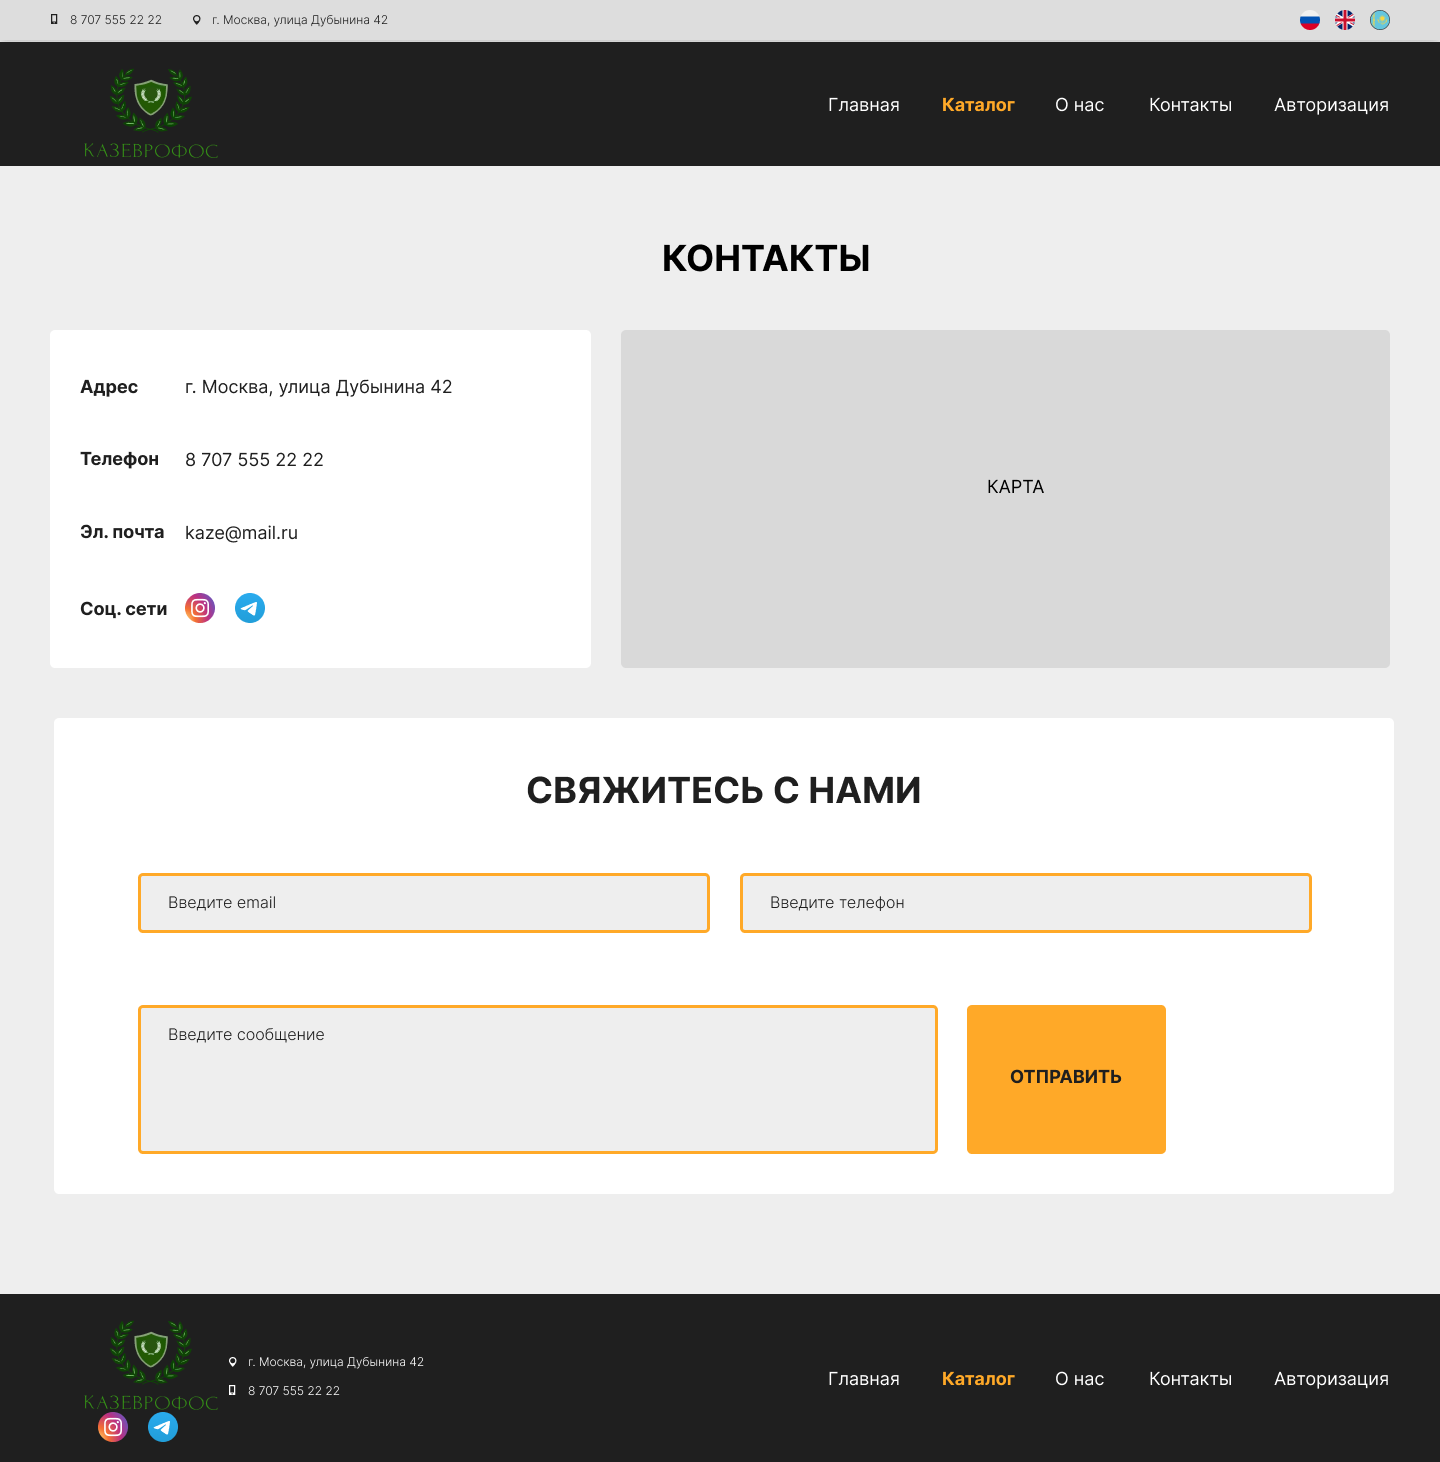 8 707 555 22 22
г. Москва, улица Дубынина 42
КАЗЕВРОФОС
Главная
Каталог
О нас
Контакты
Авторизация
КОНТАКТЫ
Адрес
г. Москва, улица Дубынина 42
Телефон
8 707 555 22 22
Эл. почта
kaze@mail.ru
Соц. сети
КАРТА
СВЯЖИТЕСЬ С НАМИ
Введите email
Введите телефон
Введите сообщение
ОТПРАВИТЬ
КАЗЕВРОФОС
г. Москва, улица Дубынина 42
8 707 555 22 22
Главная
Каталог
О нас
Контакты
Авторизация